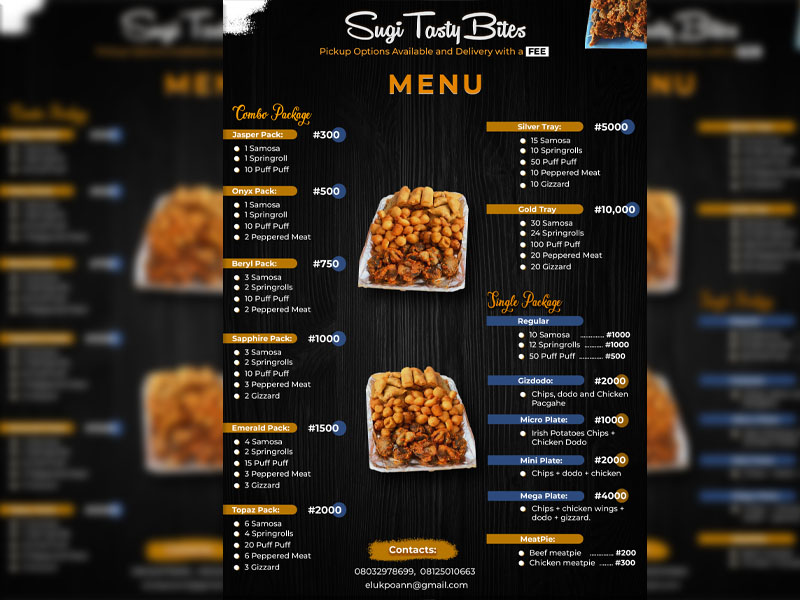 Sugi Tasty Bites
Pickup Options Available and Delivery with a FEE
MENU
Combo Package
Jasper Pack: #300
1 Samosa
1 Springroll
10 Puff Puff
Onyx Pack: #500
1 Samosa
1 Springroll
10 Puff Puff
2 Peppered Meat
Beryl Pack: #750
3 Samosa
2 Springrolls
10 Puff Puff
2 Peppered Meat
Sapphire Pack: #1000
3 Samosa
2 Springrolls
10 Puff Puff
3 Peppered Meat
2 Gizzard
Emerald Pack: #1500
4 Samosa
2 Springrolls
15 Puff Puff
3 Peppered Meat
3 Gizzard
Topaz Pack: #2000
6 Samosa
4 Springrolls
20 Puff Puff
6 Peppered Meat
3 Gizzard
Silver Tray: #5000
15 Samosa
10 Springrolls
50 Puff Puff
10 Peppered Meat
10 Gizzard
Gold Tray #10,000
30 Samosa
24 Springrolls
100 Puff Puff
20 Peppered Meat
20 Gizzard
Single Package
Regular
10 Samosa .............. #1000
12 Springrolls ......... #1000
50 Puff Puff ............. #500
Gizdodo: #2000
Chips, dodo and Chicken
Pacgahe
Micro Plate: #1000
Irish Potatoes Chips +
Chicken Dodo
Mini Plate: #2000
Chips + dodo + chicken
Mega Plate: #4000
Chips + chicken wings +
dodo + gizzard.
MeatPie:
Beef meatpie ............. #200
Chicken meatpie ....... #300
Contacts:
08032978699, 08125010663
elukpoann@gmail.com